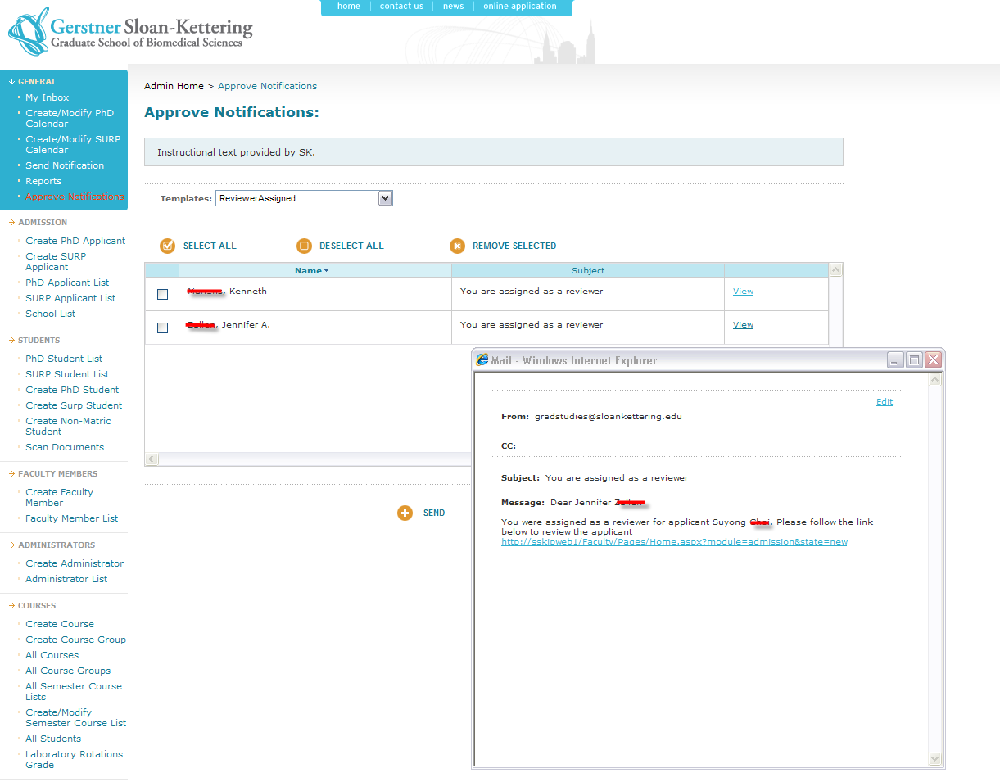 home contact us news online application
Gerstner Sloan-Kettering
Graduate School of Biomedical Sciences
GENERAL
My Inbox
Create/Modify PhD
Calendar
Create/Modify SURP
Calendar
Send Notification
Reports
Approve Notifications
ADMISSION
Create PhD Applicant
Create SURP
Applicant
PhD Applicant List
SURP Applicant List
School List
STUDENTS
PhD Student List
SURP Student List
Create PhD Student
Create Surp Student
Create Non-Matric
Student
Scan Documents
FACULTY MEMBERS
Create Faculty
Member
Faculty Member List
ADMINISTRATORS
Create Administrator
Administrator List
COURSES
Create Course
Create Course Group
All Courses
All Course Groups
All Semester Course
Lists
Create/Modify
Semester Course List
All Students
Laboratory Rotations
Grade
Admin Home > Approve Notifications
Approve Notifications:
Instructional text provided by SK.
Templates: ReviewerAssigned
SELECT ALL DESELECT ALL REMOVE SELECTED
Name Subject
, Kenneth You are assigned as a reviewer View
, Jennifer A. You are assigned as a reviewer View
SEND
Mail - Windows Internet Explorer
Edit
From: gradstudies@sloankettering.edu
CC:
Subject: You are assigned as a reviewer
Message: Dear Jennifer
You were assigned as a reviewer for applicant Suyong . Please follow the link
below to review the applicant
http://sskipweb1/Faculty/Pages/Home.aspx?module=admission&state=new